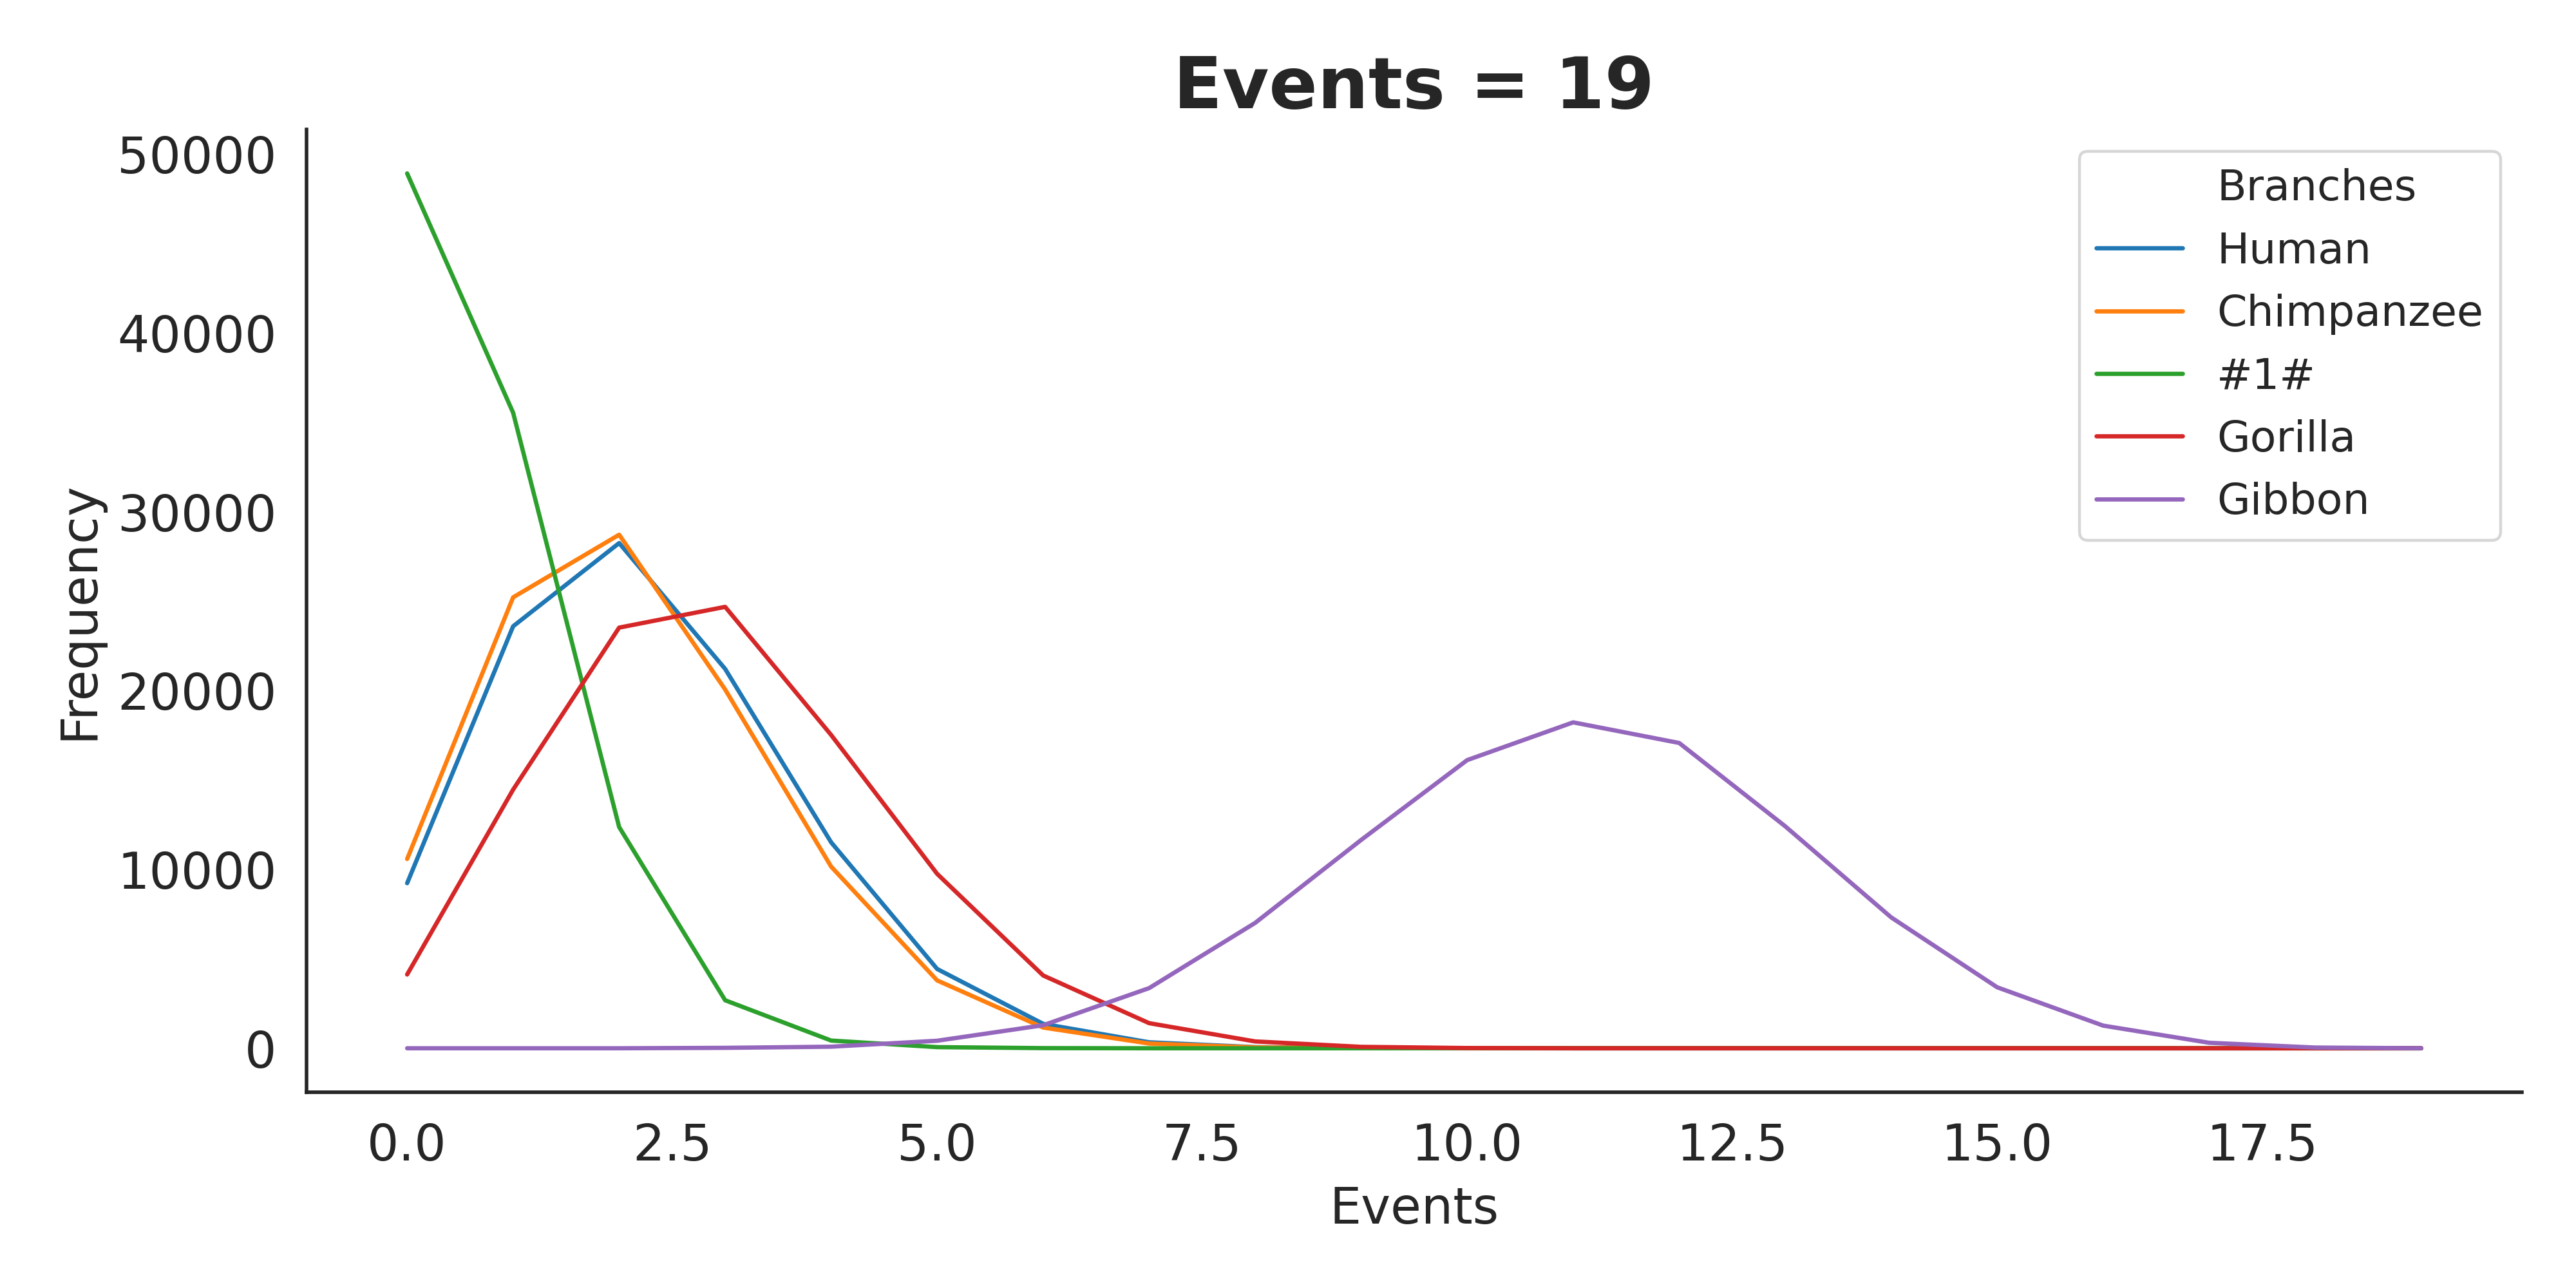 Events = 19
50000
40000
30000
20000
10000
0
Frequency
0.0 2.5 5.0 7.5 10.0 12.5 15.0 17.5
Events
Branches
Human
Chimpanzee
#1#
Gorilla
Gibbon